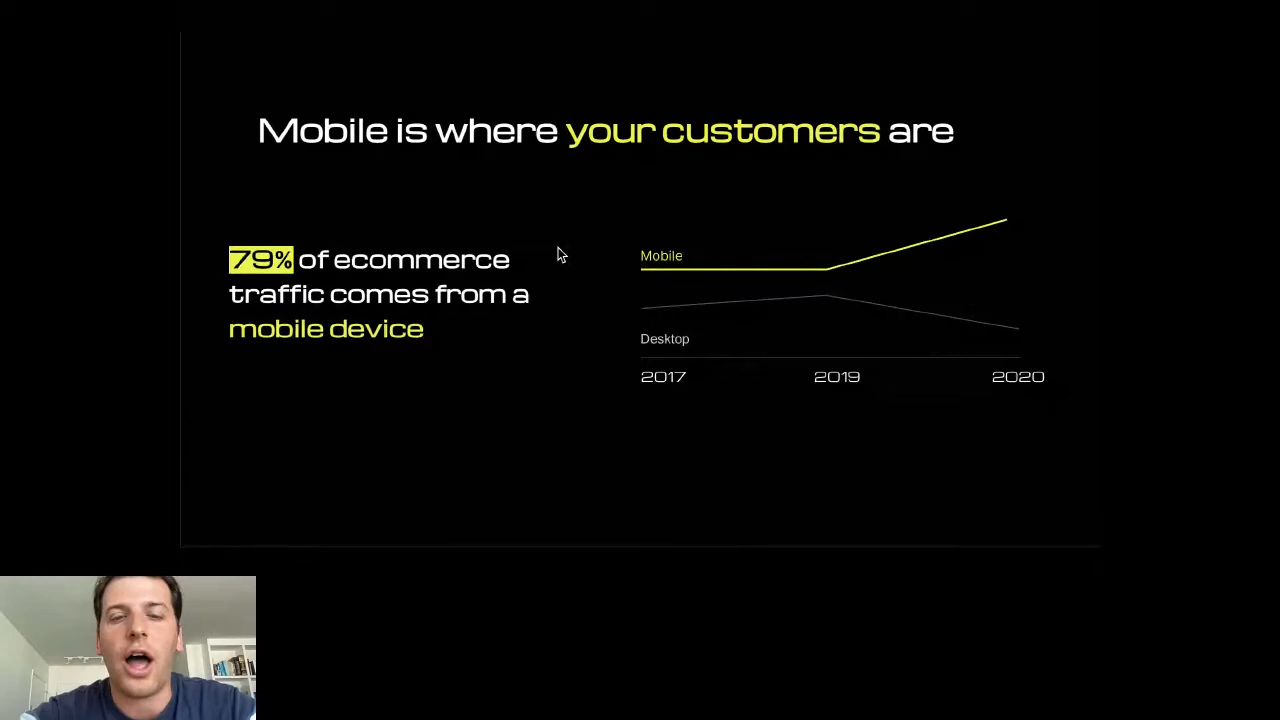 Mobile is where your customers are
79% of ecommerce
traffic comes from a
mobile device
Mobile
Desktop
2017 2019 2020